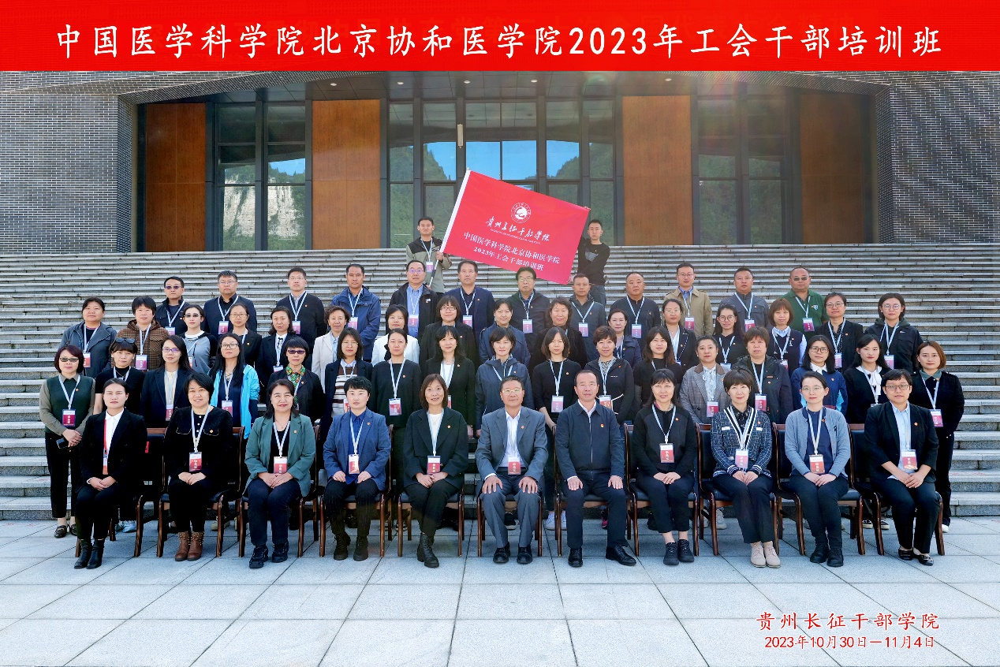 中国医学科学院北京协和医学院2023年工会干部培训班
贵州长征干部学院
中国医学科学院北京协和医学院
2023年工会干部培训班
贵州长征干部学院
2023年10月30日—11月4日